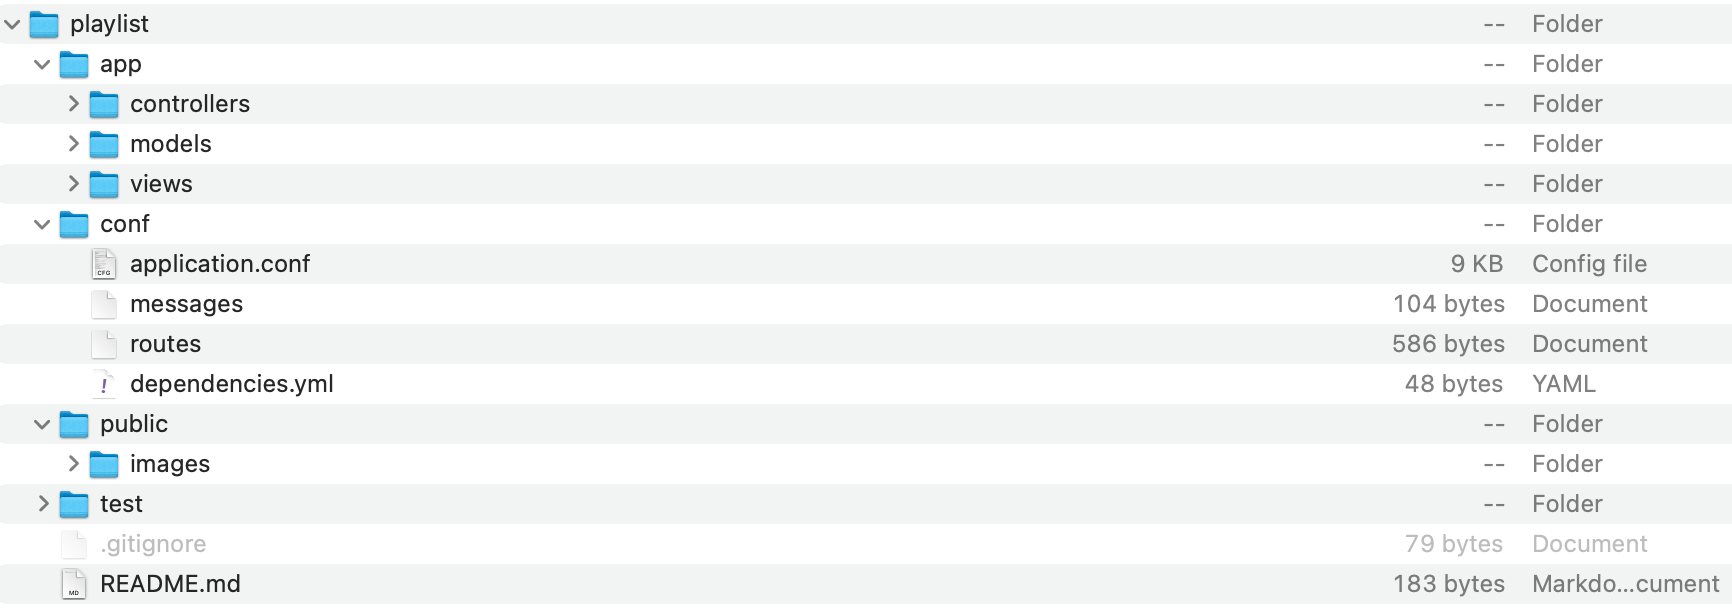 playlist -- Folder
app -- Folder
controllers -- Folder
models -- Folder
views -- Folder
conf -- Folder
CFG application.conf 9 KB Config file
messages 104 bytes Document
routes 586 bytes Document
! dependencies.yml 48 bytes YAML
public -- Folder
images -- Folder
test -- Folder
.gitignore 79 bytes Document
MD README.md 183 bytes Markdo...cument